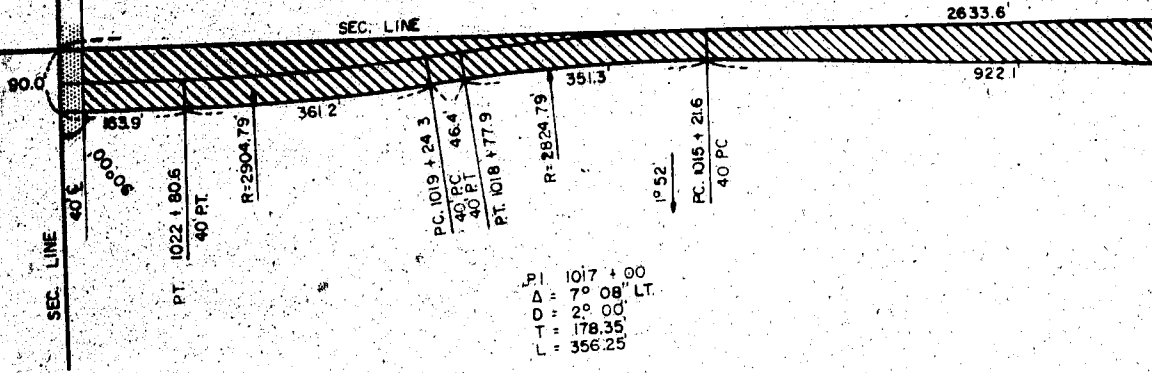 2633.6'
SEC. LINE
90.0'
163.9'
361.2'
351.3'
922.1'
90°00'
40' ℄
SEC. LINE
P.T. 1022 + 80.6
40' P.T.
R=2904.79'
P.C. 1019 + 24.3
40' P.C.
46.4'
40' P.T.
P.T. 1018 +77.9
R=2824.79'
1° 52'
P.C. 1015 + 21.6
40' PC
P.I. 1017 + 00
Δ = 7° 08" LT.
D = 2° 00'
T = 178.35'
L = 356.25'